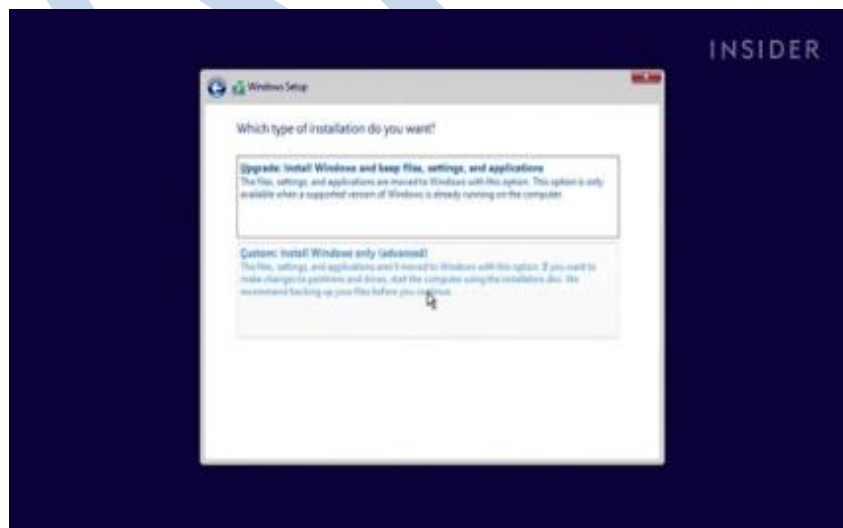 INSIDER
Windows Setup
Which type of installation do you want?
Upgrade: Install Windows and keep files, settings, and applications
The files, settings, and applications are moved to Windows with this option. This option is only
available when a supported version of Windows is already running on the computer.
Custom: Install Windows only (advanced)
The files, settings, and applications aren't moved to Windows with this option. If you want to
make changes to partitions and drives, start the computer using the installation disc. We
recommend backing up your files before you continue.